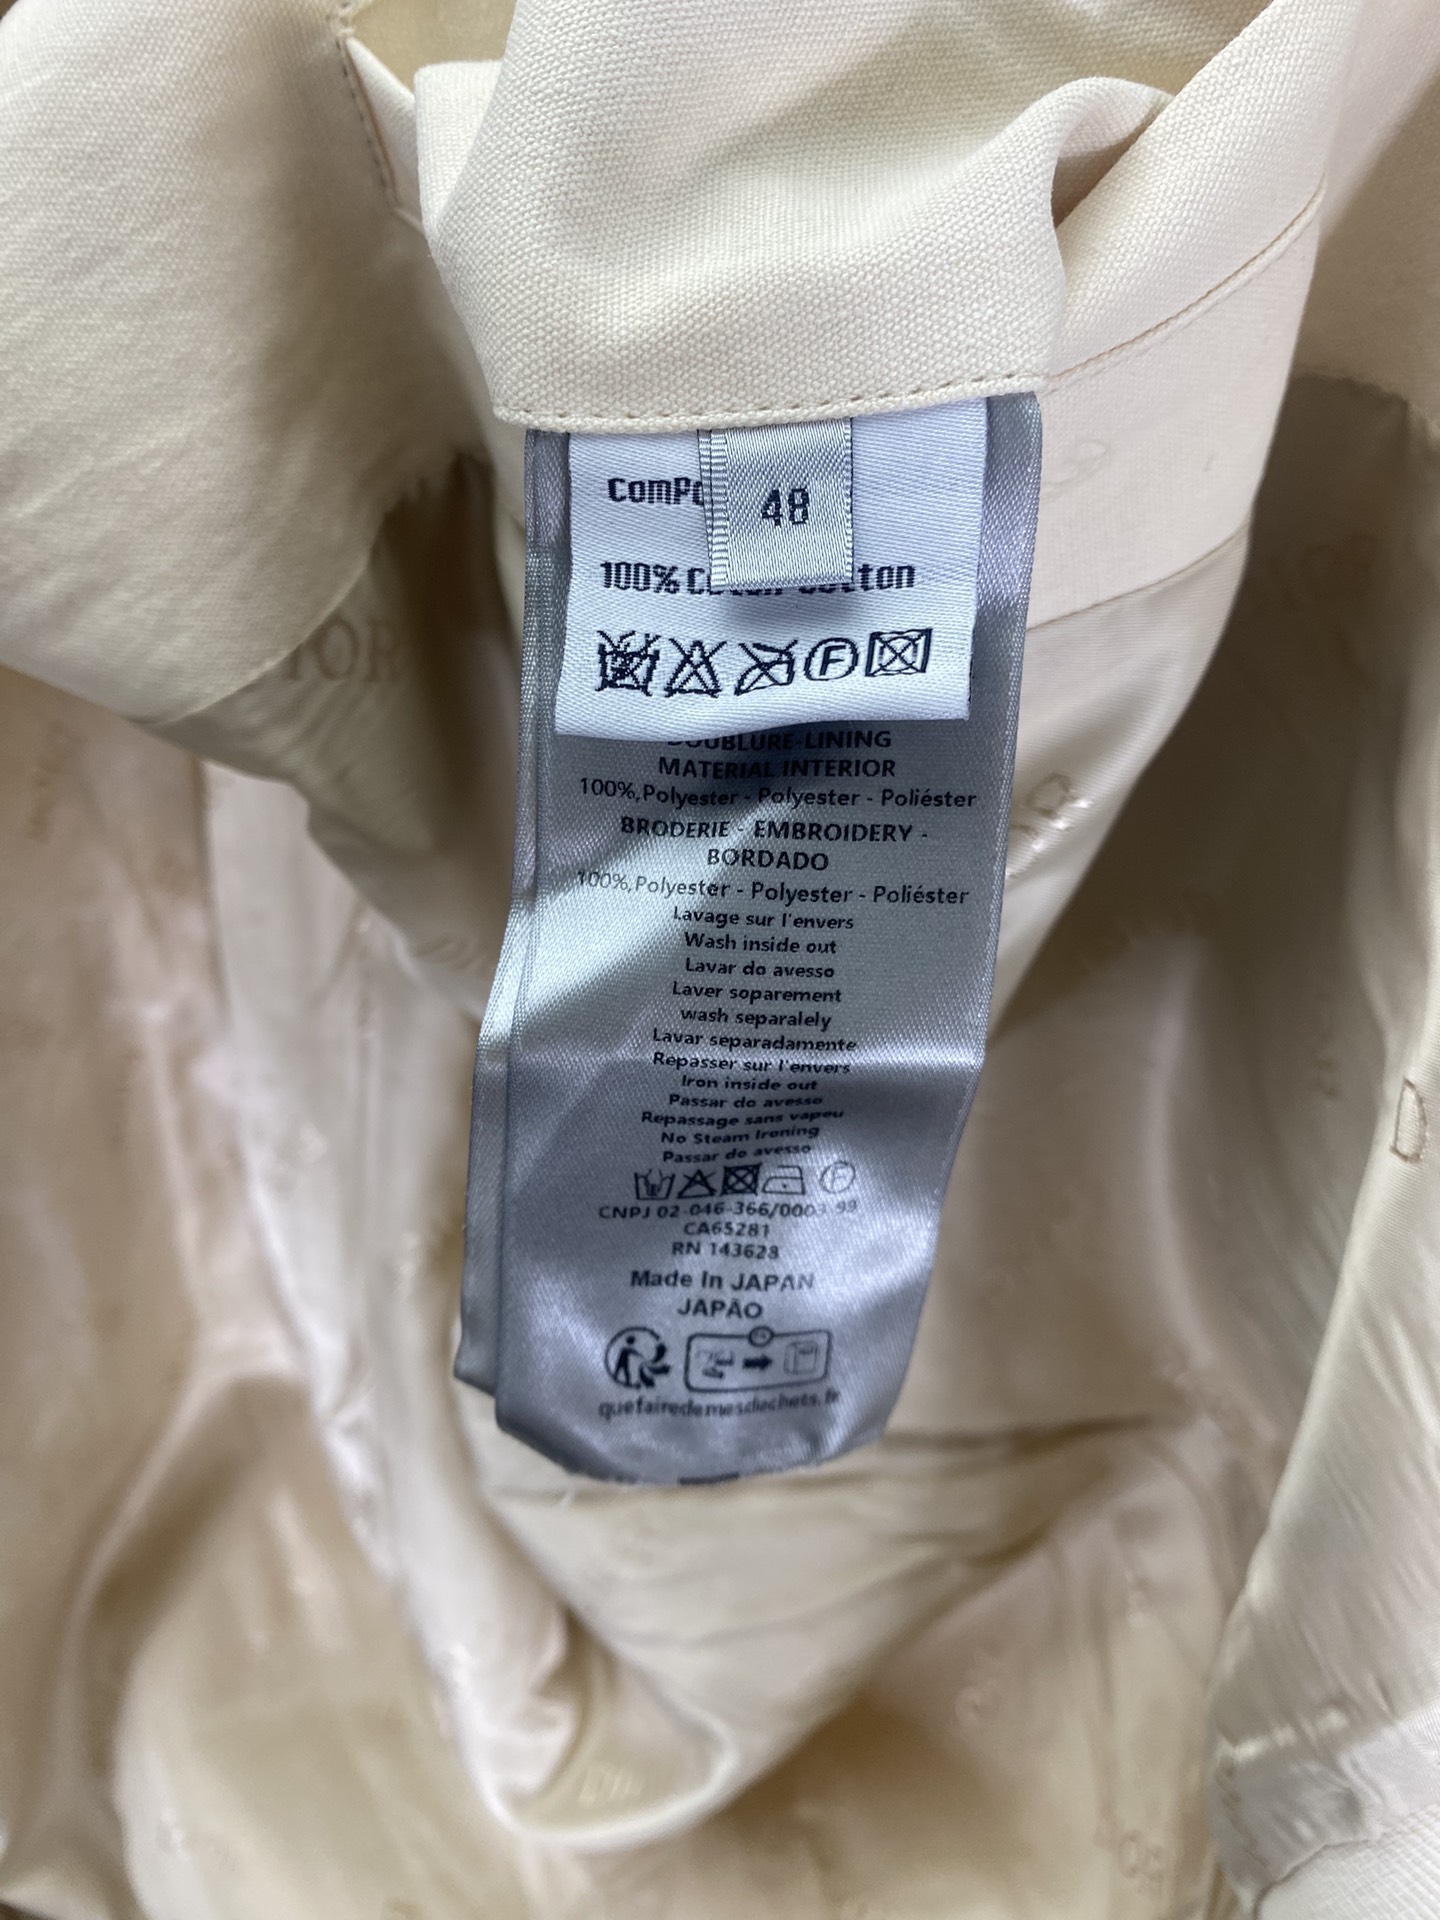 48
100%
DOUBLURE-LINING
MATERIAL INTERIOR
100%,Polyester - Polyester - Poliéster
BRODERIE - EMBROIDERY -
BORDADO
100%,Polyester - Polyester - Poliéster
Lavage sur l'envers
Wash inside out
Lavar do avesso
Laver soparement
wash separalely
Lavar separadamente
Repasser sur l'envers
Iron inside out
Passar do avesso
Repassage sans vapeu
No Steam Ironing
Passar do avesso
F
F
CNPJ 02-046-366/0003 99
CA65281
RN 143628
Made In JAPAN
JAPÃO
quefairedemesdechets.fr